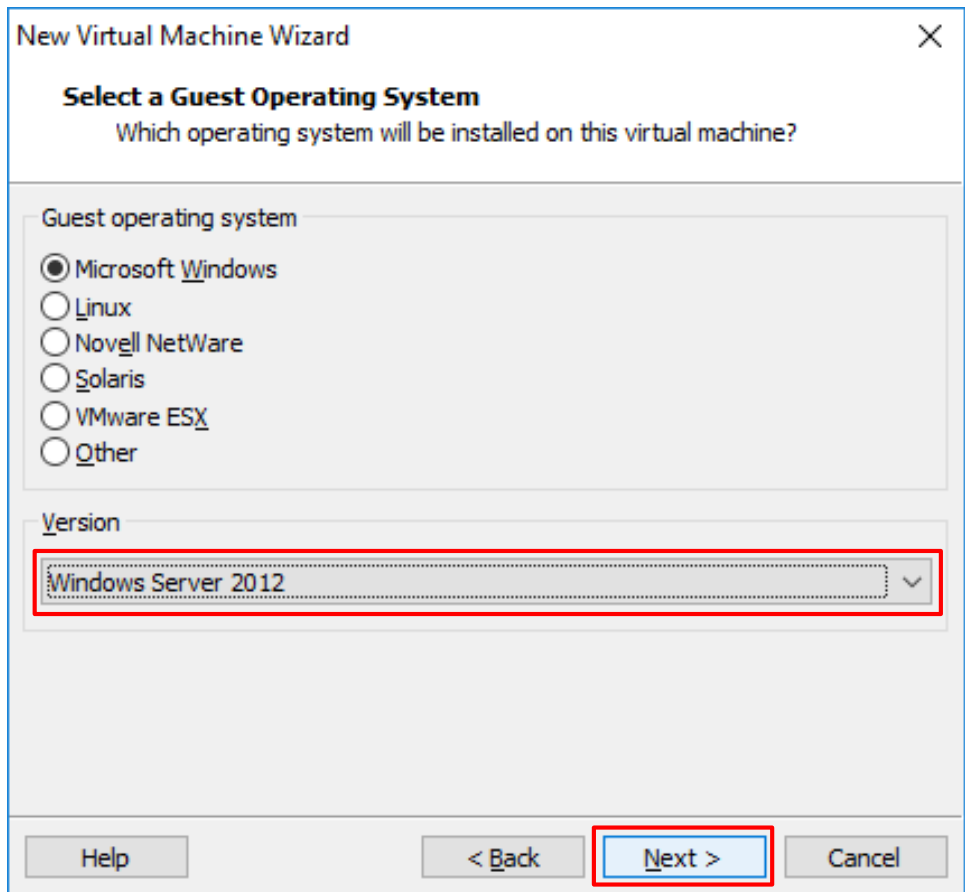 New Virtual Machine Wizard
Select a Guest Operating System
Which operating system will be installed on this virtual machine?
Guest operating system
Microsoft Windows
Linux
Novell NetWare
Solaris
VMware ESX
Other
Version
Windows Server 2012
Help
< Back
Next >
Cancel